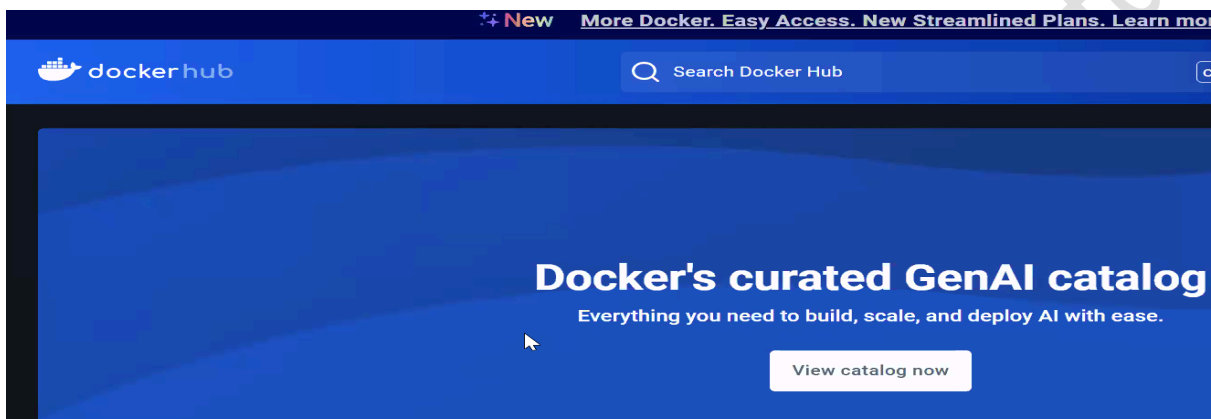 New More Docker. Easy Access. New Streamlined Plans. Learn
dockerhub
Search Docker Hub
Docker's curated GenAI catalog
Everything you need to build, scale, and deploy AI with ease.
View catalog now